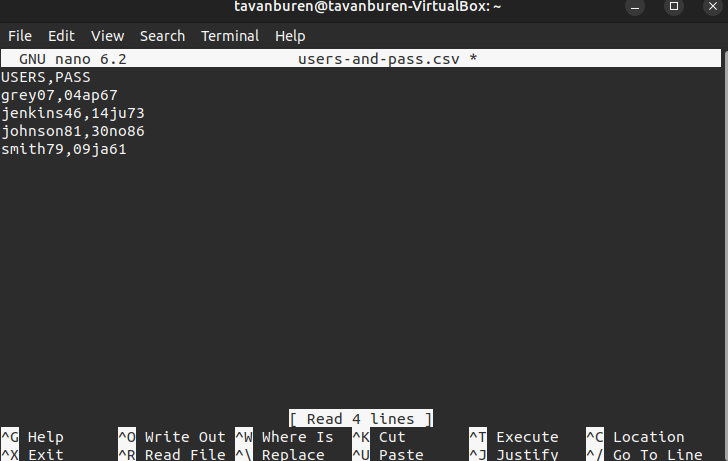 tavanburen@tavanburen-VirtualBox: ~
File Edit View Search Terminal Help
GNU nano 6.2 users-and-pass.csv *
USERS,PASS
grey07,04ap67
jenkins46,14ju73
johnson81,30no86
smith79,09ja61
[ Read 4 lines ]
^G Help ^O Write Out ^W Where Is ^K Cut ^T Execute ^C Location
^X Exit ^R Read File ^\ Replace ^U Paste ^J Justify ^/ Go To Line